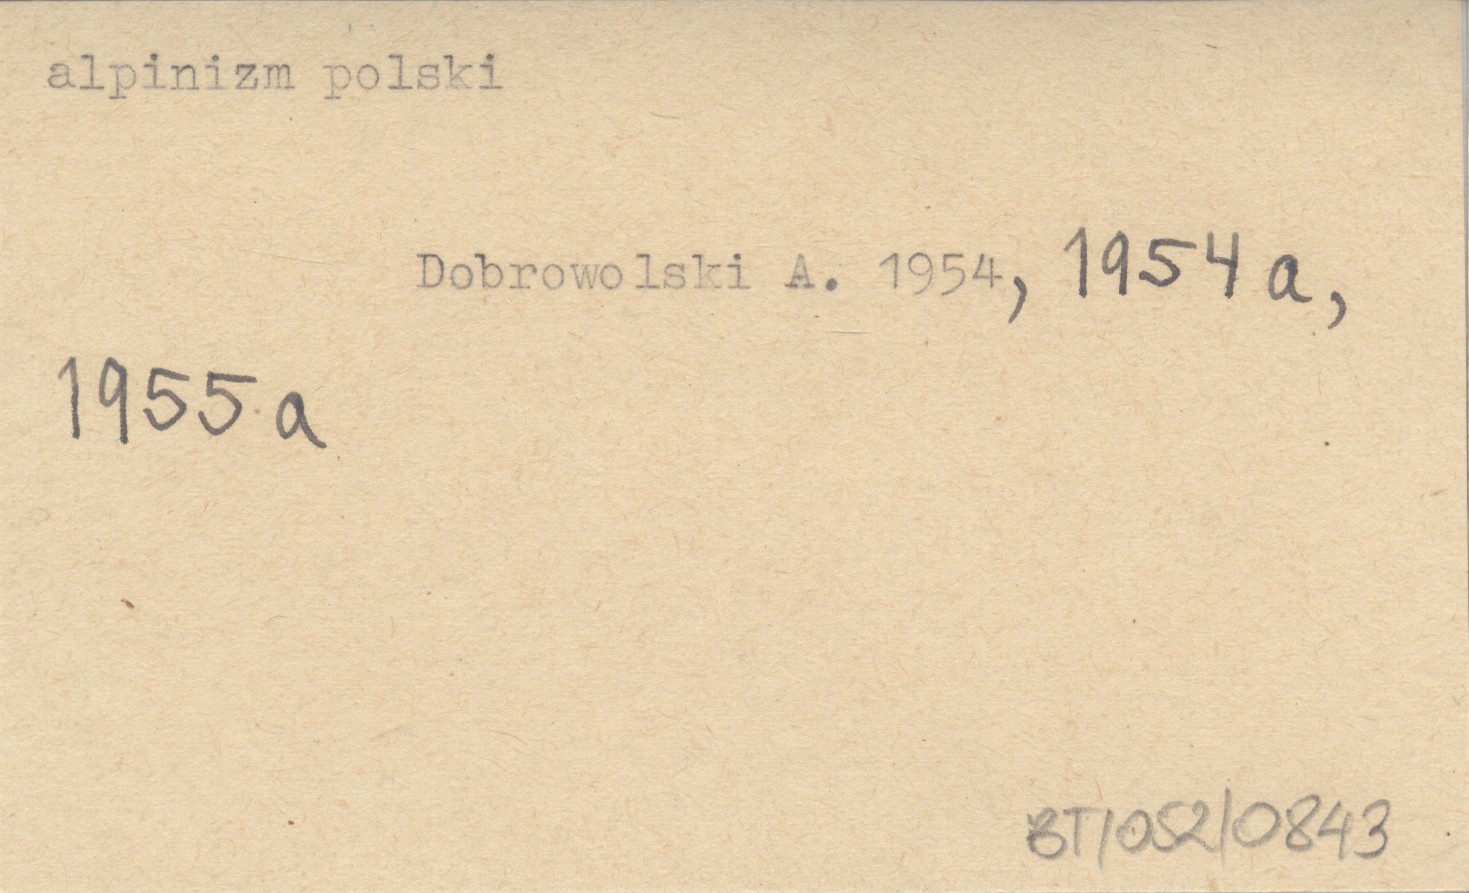 alpinizm polski
Dobrowolski A. 1954, 1954 a,
1955 a
BT/052/0843